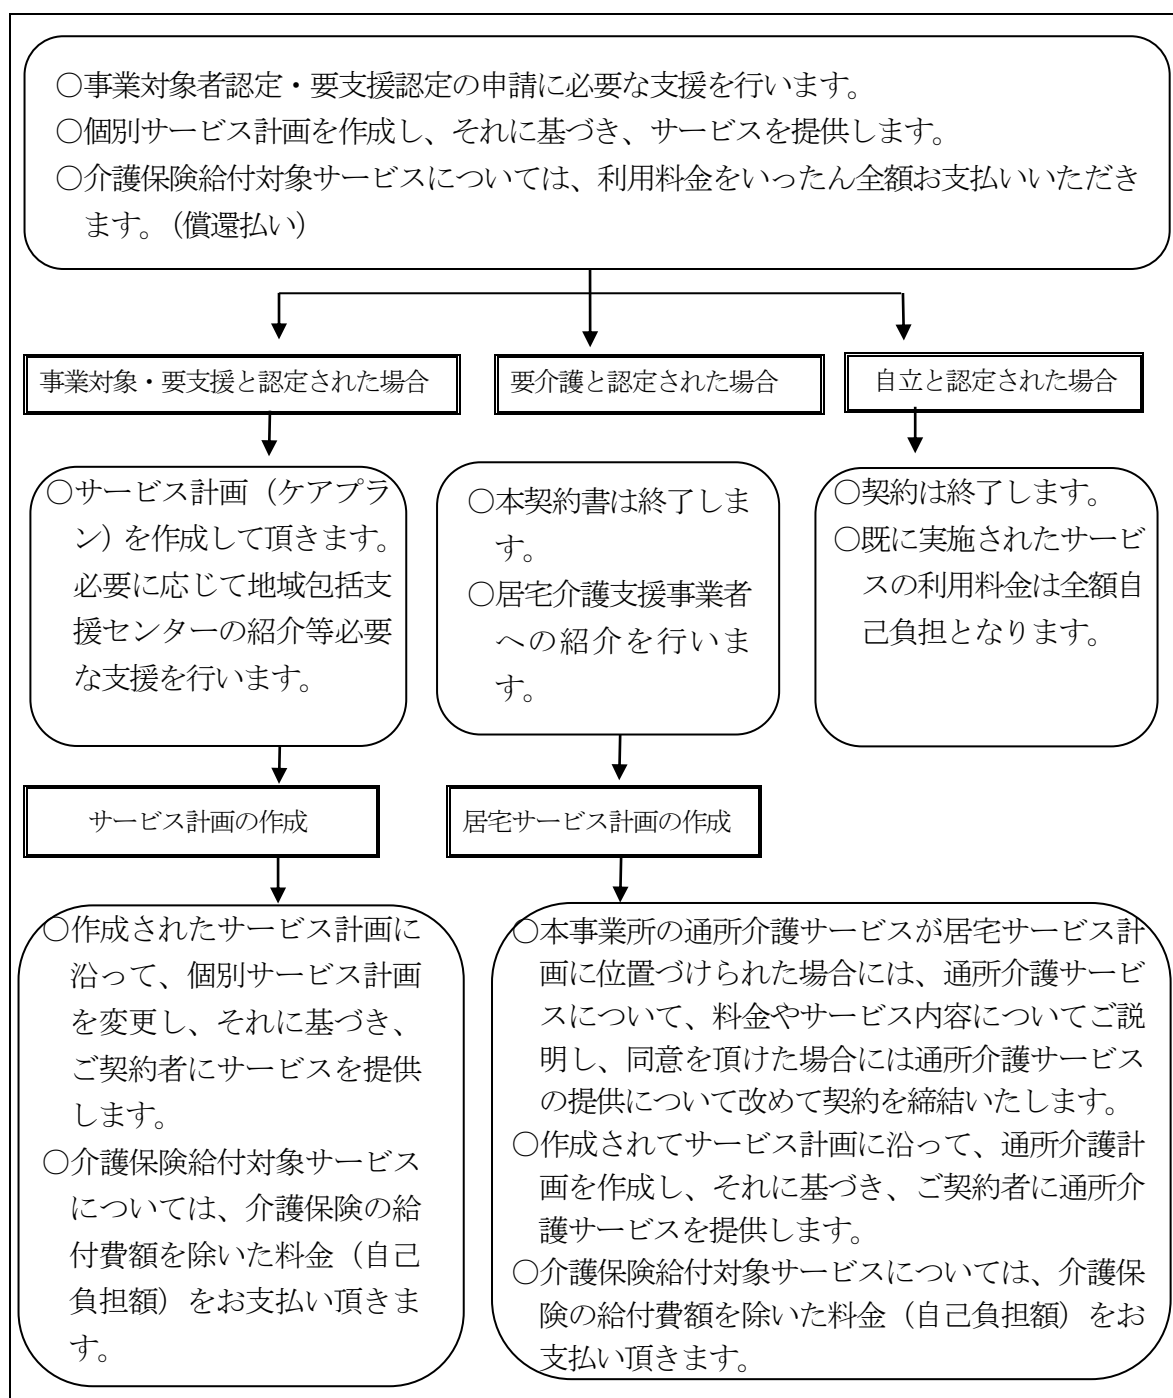 ○事業対象者認定・要支援認定の申請に必要な支援を行います。
○個別サービス計画を作成し、それに基づき、サービスを提供します。
○介護保険給付対象サービスについては、利用料金をいったん全額お支払いいただき
ます。（償還払い）
事業対象・要支援と認定された場合
要介護と認定された場合
自立と認定された場合
○サービス計画（ケアプラ
ン）を作成して頂きます。
必要に応じて地域包括支
援センターの紹介等必要
な支援を行います。
○本契約書は終了しま
す。
○居宅介護支援事業者
への紹介を行いま
す。
○契約は終了します。
○既に実施されたサービ
スの利用料金は全額自
己負担となります。
サービス計画の作成
居宅サービス計画の作成
○作成されたサービス計画に
沿って、個別サービス計画
を変更し、それに基づき、
ご契約者にサービスを提供
します。
○介護保険給付対象サービス
については、介護保険の給
付費額を除いた料金（自己
負担額）をお支払い頂きま
す。
○本事業所の通所介護サービスが居宅サービス計
画に位置づけられた場合には、通所介護サービ
スについて、料金やサービス内容についてご説
明し、同意を頂けた場合には通所介護サービス
の提供について改めて契約を締結いたします。
○作成されてサービス計画に沿って、通所介護計
画を作成し、それに基づき、ご契約者に通所介
護サービスを提供します。
○介護保険給付対象サービスについては、介護保
険の給付費額を除いた料金（自己負担額）をお
支払い頂きます。